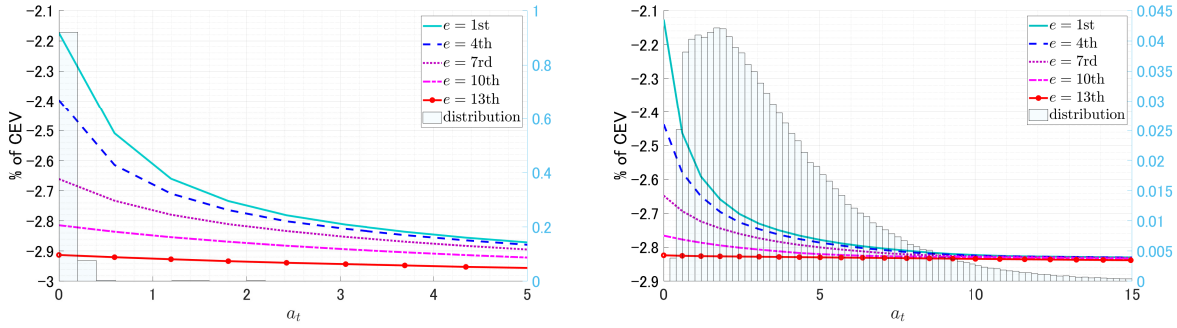 % of CEV
-2.1
-2.2
-2.3
-2.4
-2.5
-2.6
-2.7
-2.8
-2.9
-3
0
1
2
3
4
5
a_t
1
0.8
0.6
0.4
0.2
0
e = 1st
e = 4th
e = 7rd
e = 10th
e = 13th
distribution
% of CEV
-2.1
-2.2
-2.3
-2.4
-2.5
-2.6
-2.7
-2.8
-2.9
0
5
10
15
a_t
0.045
0.04
0.035
0.03
0.025
0.02
0.015
0.01
0.005
0
e = 1st
e = 4th
e = 7rd
e = 10th
e = 13th
distribution